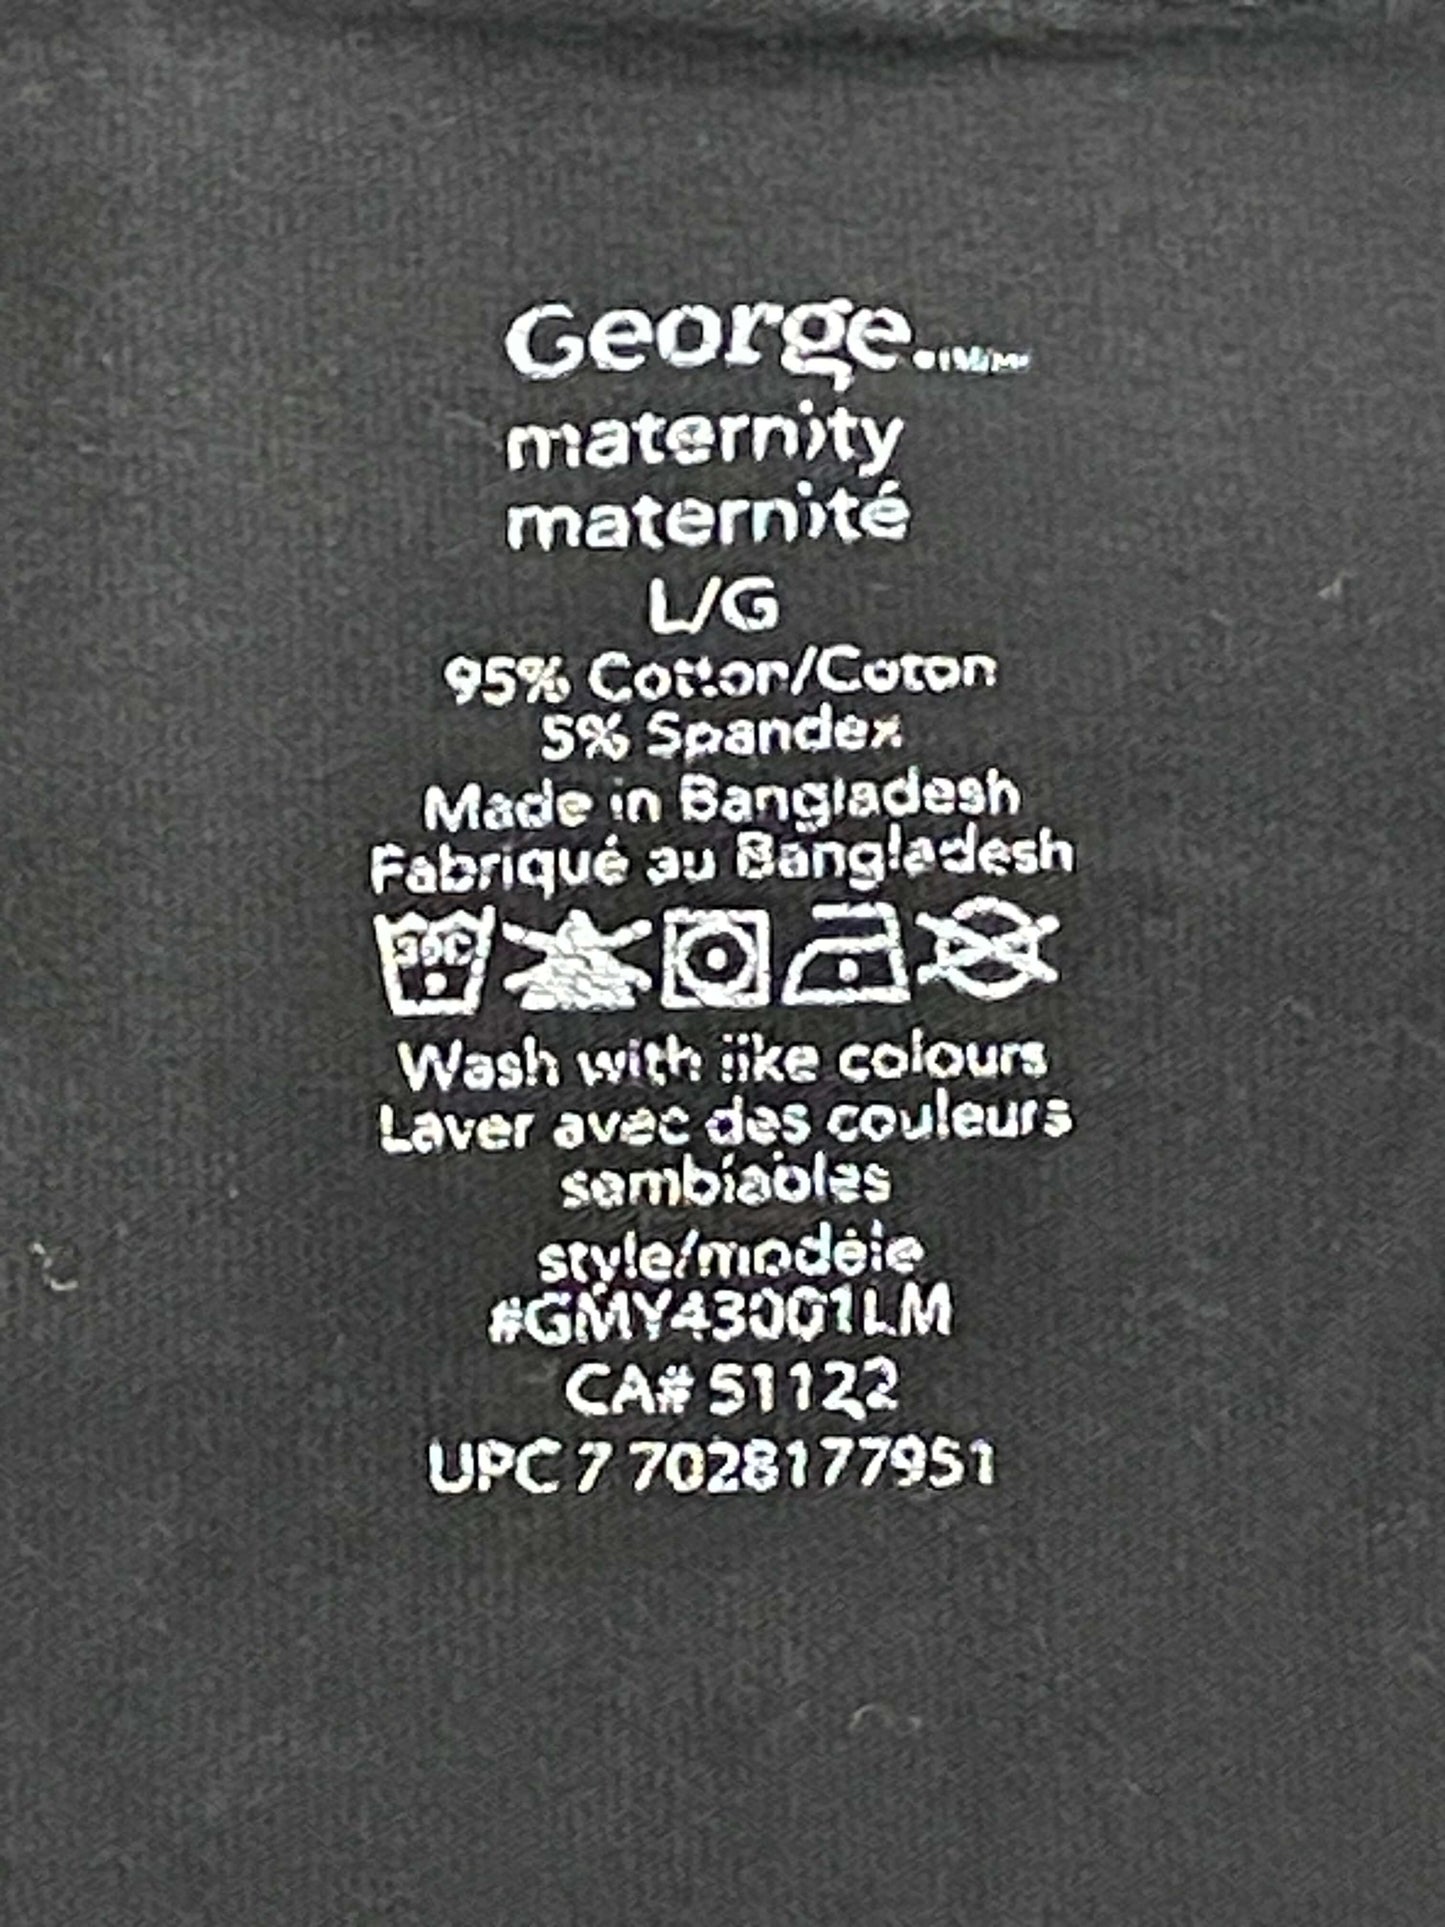 George
maternity
maternité
L/G
95% Cotton/Coton
5% Spandex
Made in Bangladesh
Fabriqué au Bangladesh
30C
Wash with like colours
Laver avec des couleurs
semblables
style/modèle
#GMY43001LM
CA# 51122
UPC 7 7028177951